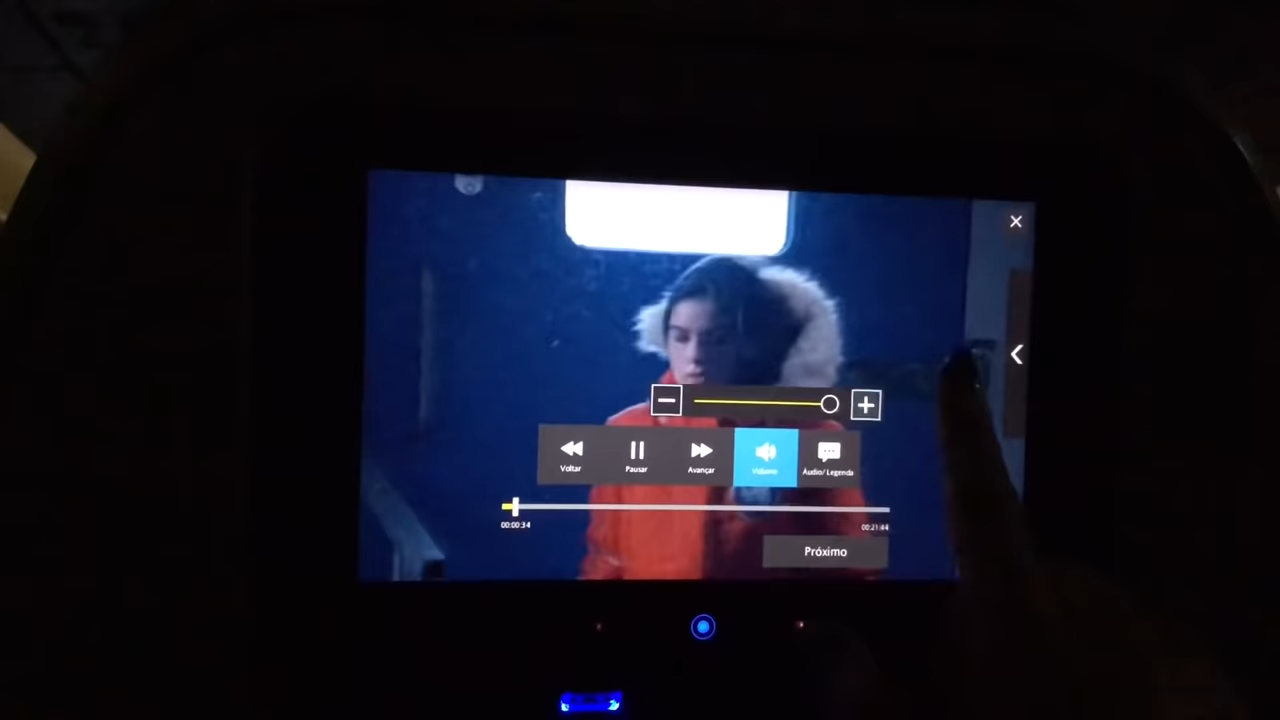 Voltar
Pausar
Avançar
Volume
Áudio/ Legenda
00:00:34
00:21:44
Próximo